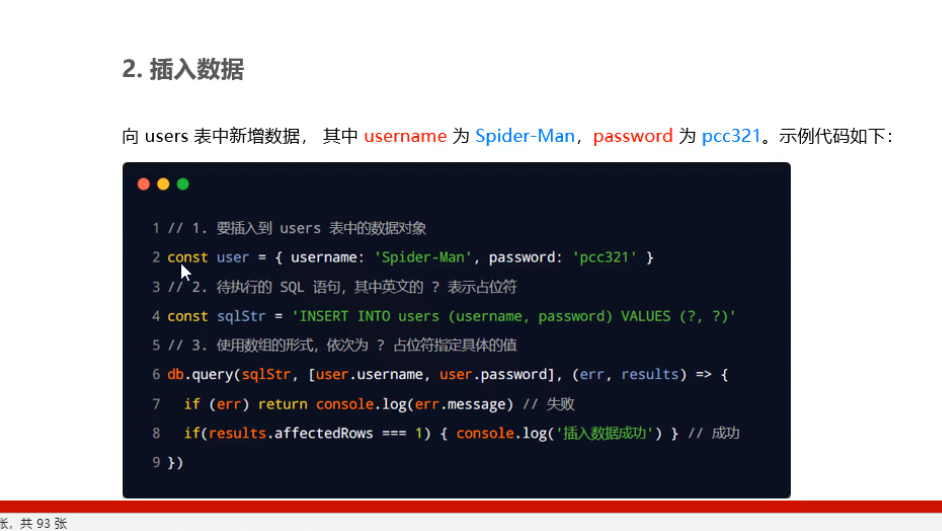 2. 插入数据
向 users 表中新增数据， 其中 username 为 Spider-Man，password 为 pcc321。示例代码如下：
1 // 1. 要插入到 users 表中的数据对象
2 const user = { username: 'Spider-Man', password: 'pcc321' }
3 // 2. 待执行的 SQL 语句，其中英文的 ? 表示占位符
4 const sqlStr = 'INSERT INTO users (username, password) VALUES (?, ?)'
5 // 3. 使用数组的形式，依次为 ? 占位符指定具体的值
6 db.query(sqlStr, [user.username, user.password], (err, results) => {
7 if (err) return console.log(err.message) // 失败
8 if(results.affectedRows === 1) { console.log('插入数据成功') } // 成功
9 })
张，共 93 张